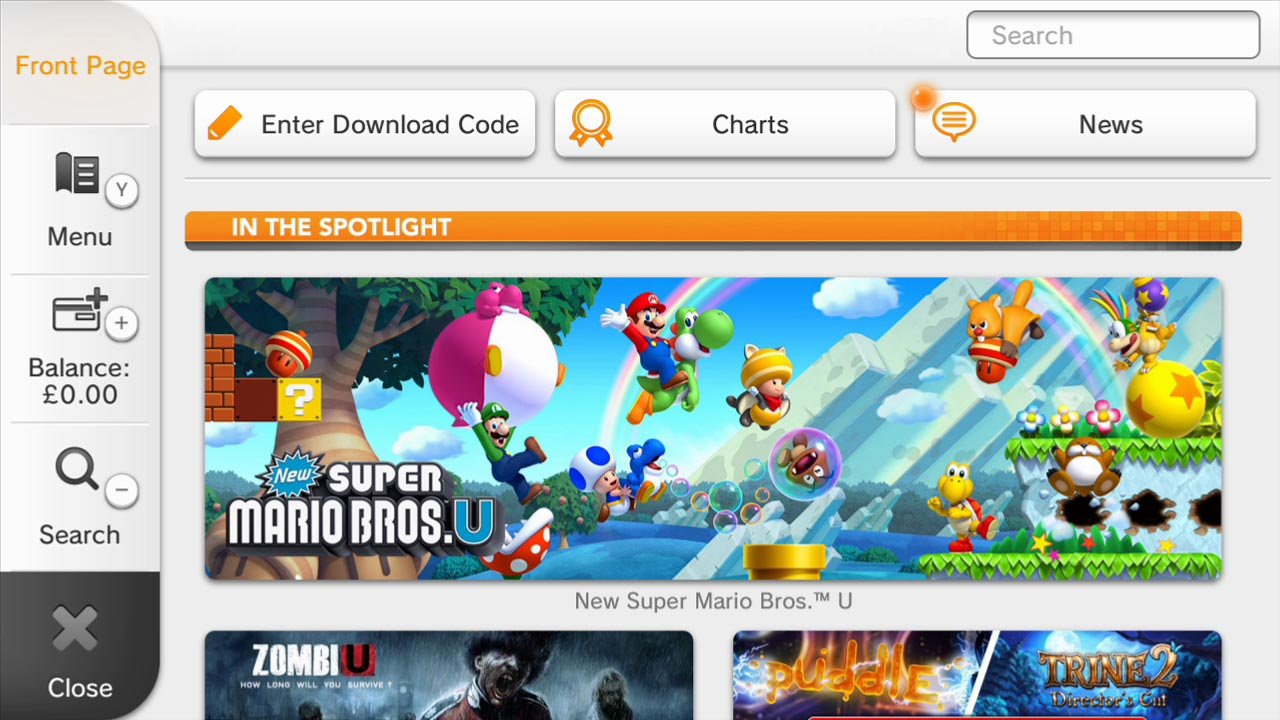 Front Page
Search
Enter Download Code
Charts
News
Y
Menu
IN THE SPOTLIGHT
+
Balance:
£0.00
?
−
Search
New
SUPER
MARIO BROS. U
New Super Mario Bros.™ U
ZOMBIU
HOW LONG WILL YOU SURVIVE?
puddle
TRINE 2
Director's Cut
Close